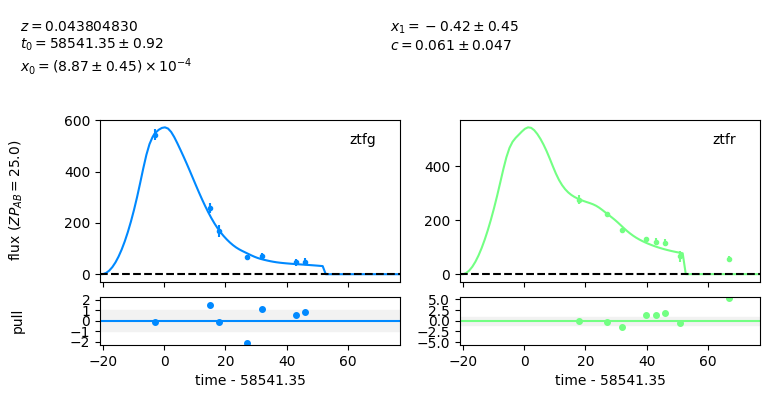 z = 0.043804830
t0 = 58541.35 ± 0.92
x0 = (8.87 ± 0.45) × 10^−4
x1 = −0.42 ± 0.45
c = 0.061 ± 0.047
flux (ZP_AB = 25.0)
600
400
200
0
ztfg
400
200
0
ztfr
pull
2
1
0
−1
−2
5.0
2.5
0.0
−2.5
−5.0
−20 0 20 40 60
−20 0 20 40 60
time - 58541.35
time - 58541.35